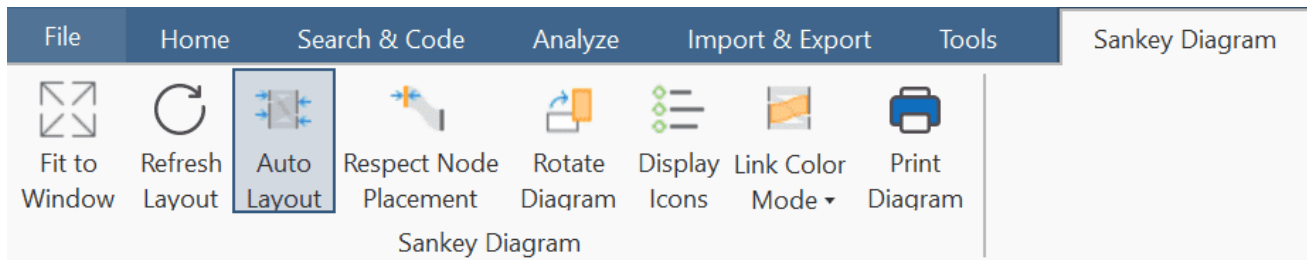 File Home Search & Code Analyze Import & Export Tools Sankey Diagram
Fit to Refresh Auto Respect Node Rotate Display Link Color Print
Window Layout Layout Placement Diagram Icons Mode Diagram
Sankey Diagram